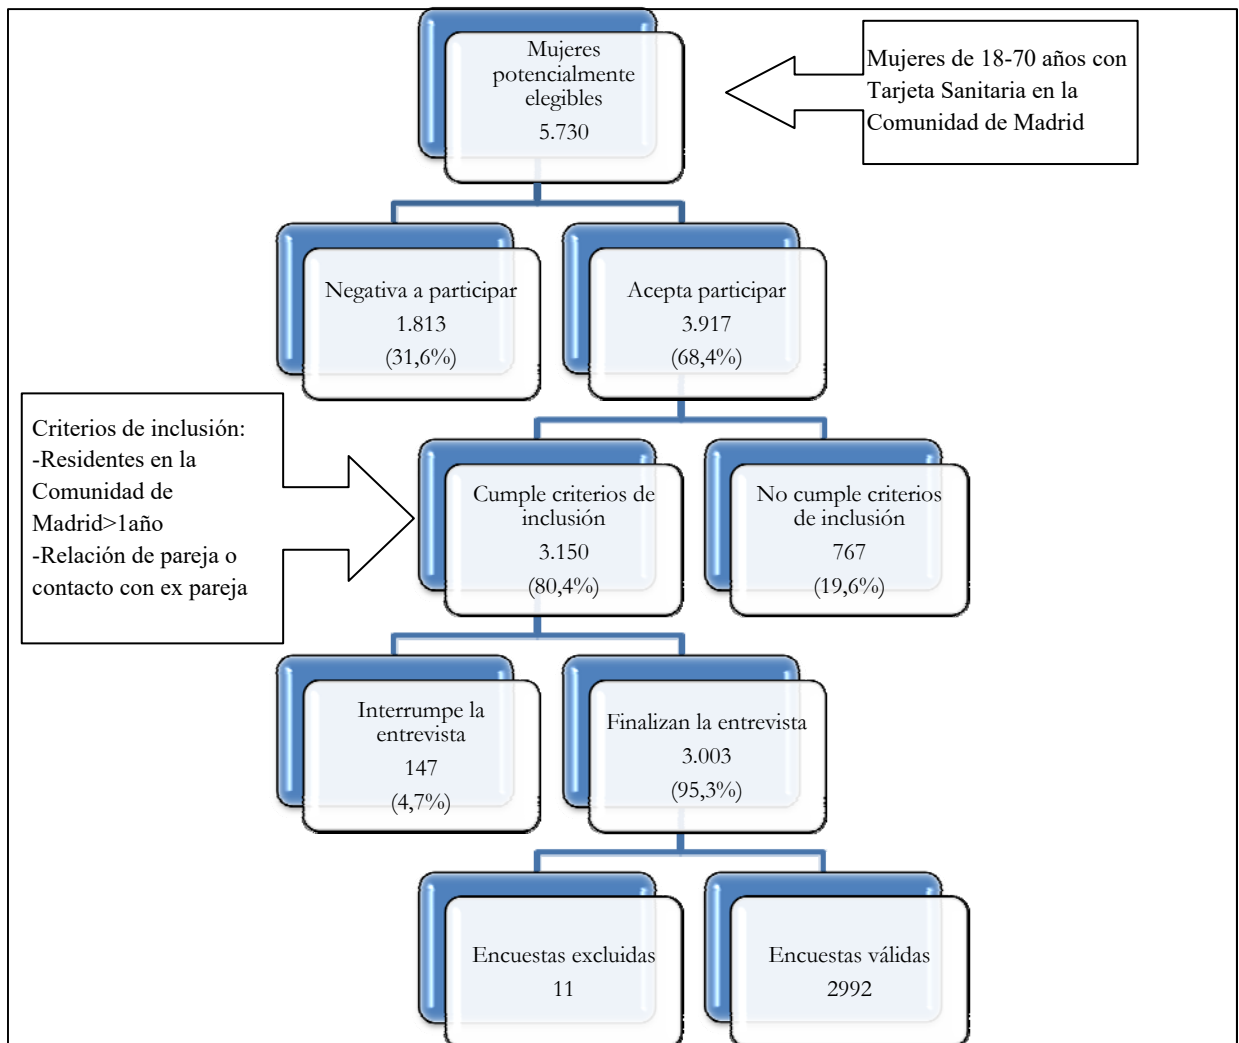 Mujeres
potencialmente
elegibles
5.730
Mujeres de 18-70 años con
Tarjeta Sanitaria en la
Comunidad de Madrid
Negativa a participar
1.813
(31,6%)
Acepta participar
3.917
(68,4%)
Criterios de inclusión:
-Residentes en la
Comunidad de
Madrid>1año
-Relación de pareja o
contacto con ex pareja
Cumple criterios de
inclusión
3.150
(80,4%)
No cumple criterios
de inclusión
767
(19,6%)
Interrumpe la
entrevista
147
(4,7%)
Finalizan la entrevista
3.003
(95,3%)
Encuestas excluidas
11
Encuestas válidas
2992